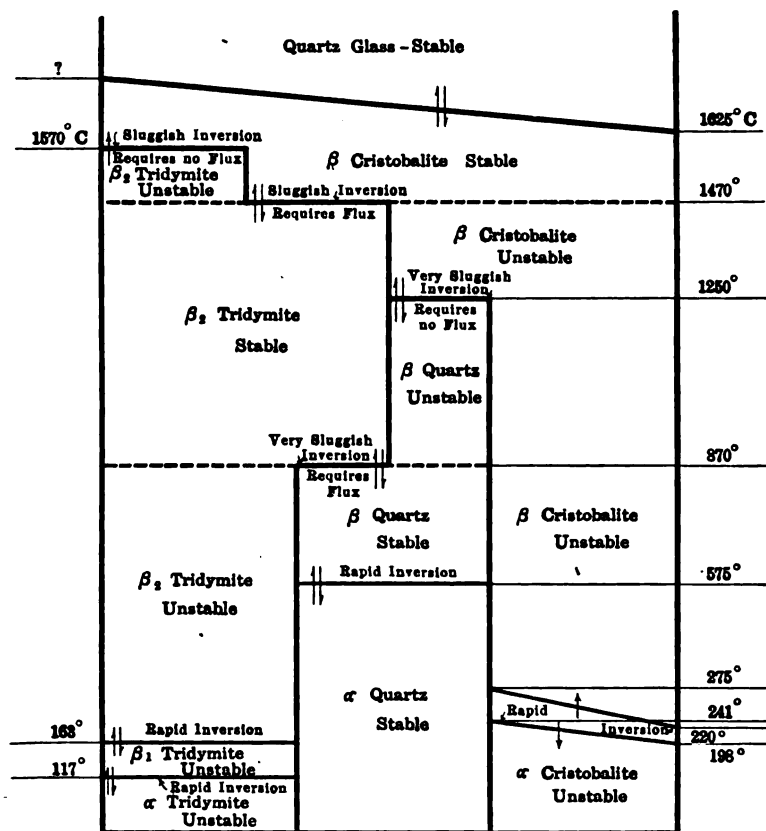 Quartz Glass - Stable
?
1625° C
1570° C
Sluggish Inversion
Requires no Flux
β₂ Tridymite
Unstable
β Cristobalite Stable
Sluggish Inversion
Requires Flux
1470°
β Cristobalite
Unstable
Very Sluggish
Inversion
Requires
no Flux
1250°
β₂ Tridymite
Stable
β Quartz
Unstable
Very Sluggish
Inversion
Requires
Flux
870°
β Quartz
Stable
β Cristobalite
Unstable
β₂ Tridymite
Unstable
Rapid Inversion
575°
α Quartz
Stable
275°
Rapid
Inversion
241°
220°
198°
163°
Rapid Inversion
β₁ Tridymite
Unstable
117°
Rapid Inversion
α Tridymite
Unstable
α Cristobalite
Unstable